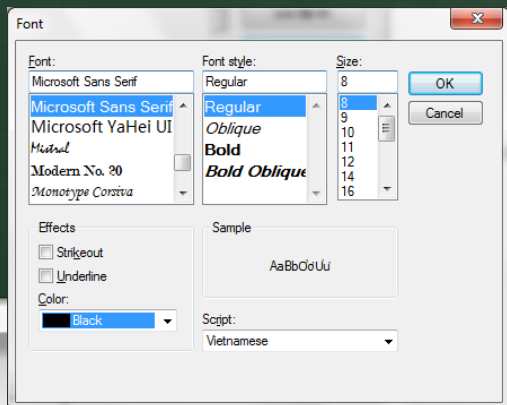 Font
Font:
Microsoft Sans Serif
Microsoft Sans Serif
Microsoft YaHei UI
Mistral
Modern No. 20
Monotype Corsiva
Font style:
Regular
Regular
Oblique
Bold
Bold Oblique
Size:
8
8
9
10
11
12
14
16
OK
Cancel
Effects
Strikeout
Underline
Color:
Black
Sample
AaBbƠơƯư
Script:
Vietnamese